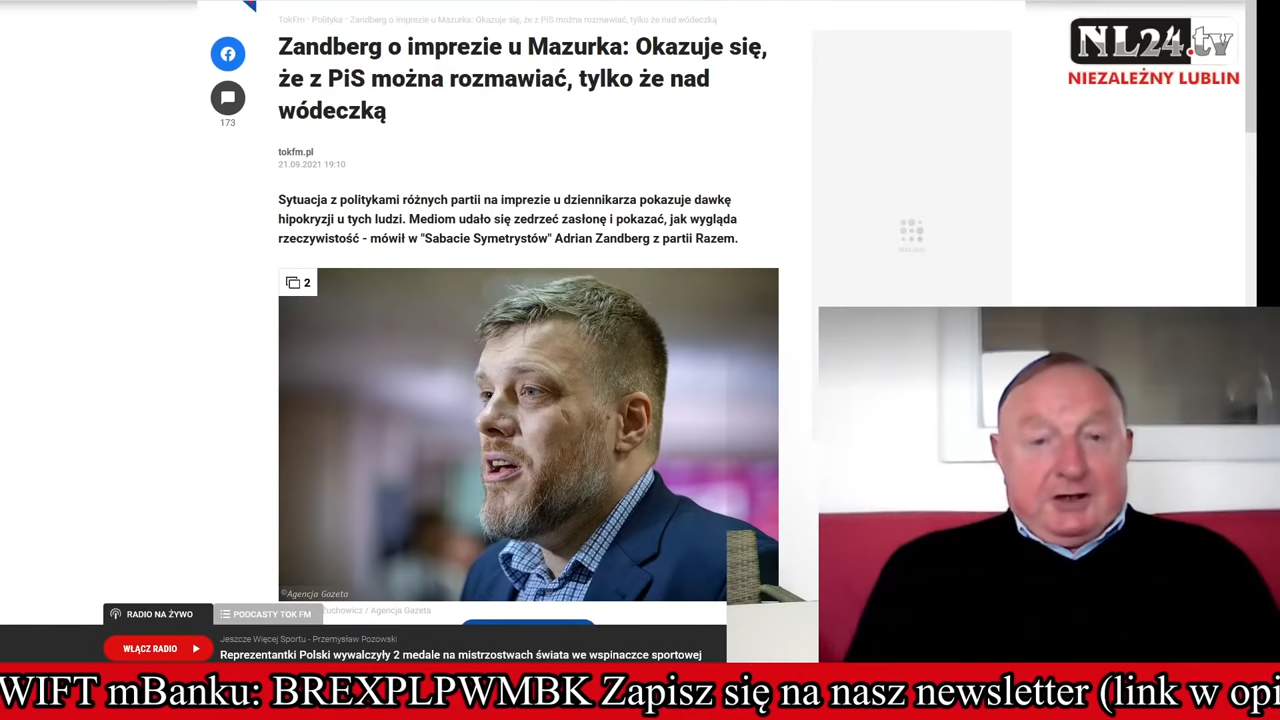 TokFm › Polityka › Zandberg o imprezie u Mazurka: Okazuje się, że z PiS można rozmawiać, tylko że nad wódeczką
Zandberg o imprezie u Mazurka: Okazuje się,
że z PiS można rozmawiać, tylko że nad
wódeczką
173
tokfm.pl
21.09.2021 19:10
Sytuacja z politykami różnych partii na imprezie u dziennikarza pokazuje dawkę
hipokryzji u tych ludzi. Mediom udało się zedrzeć zasłonę i pokazać, jak wygląda
rzeczywistość - mówił w "Sabacie Symetrystów" Adrian Zandberg z partii Razem.
2
©Agencja Gazeta
Żuchowicz / Agencja Gazeta
NL24.tv
NIEZALEŻNY LUBLIN
RADIO NA ŻYWO
PODCASTY TOK FM
WŁĄCZ RADIO
Jeszcze Więcej Sportu - Przemysław Pozowski
Reprezentantki Polski wywalczyły 2 medale na mistrzostwach świata we wspinaczce sportowej
WIFT mBanku: BREXPLPWMBK Zapisz się na nasz newsletter (link w opi